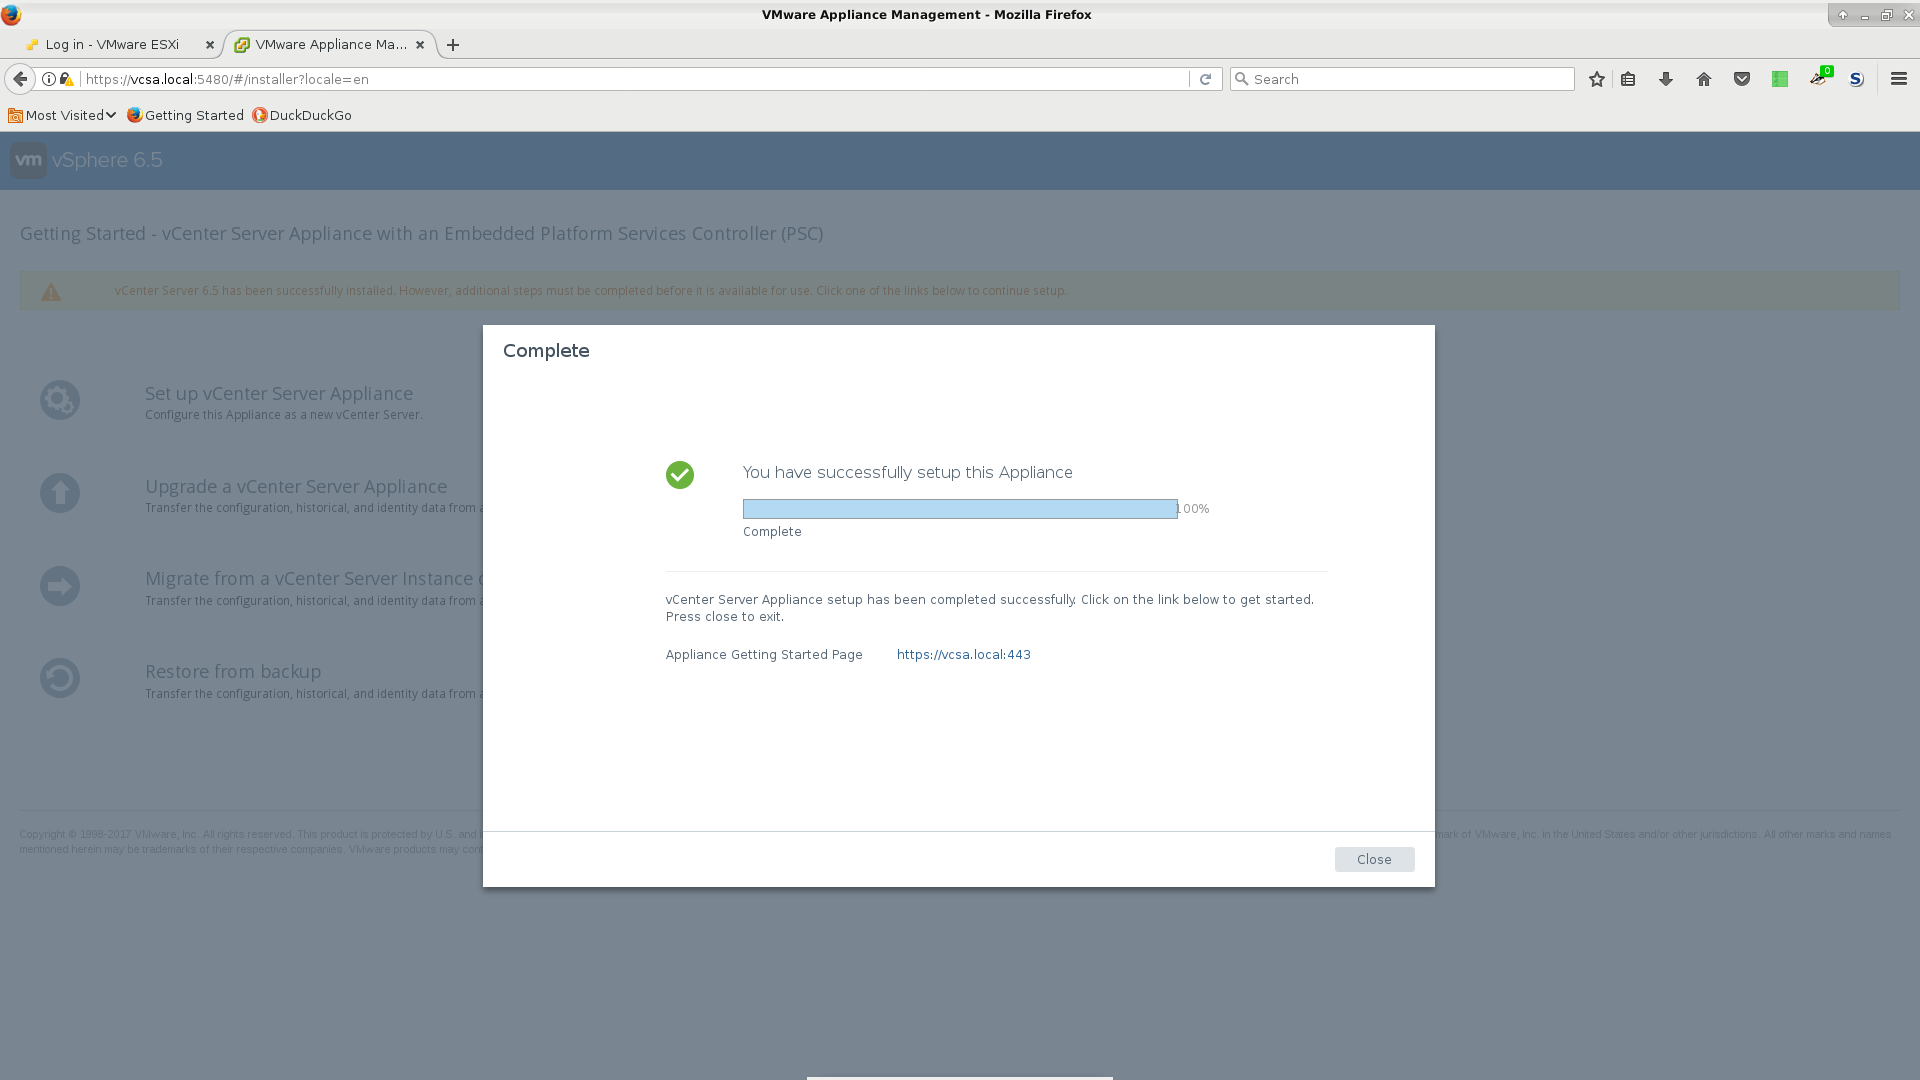 VMware Appliance Management - Mozilla Firefox
Log in - VMware ESXi
VMware Appliance Ma...
https://vcsa.local:5480/#/installer?locale=en
Search
0
S
Most Visited
Getting Started
DuckDuckGo
vm vSphere 6.5
Getting Started - vCenter Server Appliance with an Embedded Platform Services Controller (PSC)
vCenter Server 6.5 has been successfully installed. However, additional steps must be completed before it is available for use. Click one of the links below to continue setup.
Complete
Set up vCenter Server Appliance
Configure this Appliance as a new vCenter Server.
Upgrade a vCenter Server Appliance
Transfer the configuration, historical, and identity data from
Migrate from a vCenter Server Instance
Transfer the configuration, historical, and identity data from
Restore from backup
Transfer the configuration, historical, and identity data from
You have successfully setup this Appliance
100%
Complete
vCenter Server Appliance setup has been completed successfully. Click on the link below to get started.
Press close to exit.
Appliance Getting Started Page https://vcsa.local:443
Close
Copyright © 1998-2017 VMware, Inc. All rights reserved. This product is protected by U.S. and
mark of VMware, Inc. in the United States and/or other jurisdictions. All other marks and names
mentioned herein may be trademarks of their respective companies. VMware products may